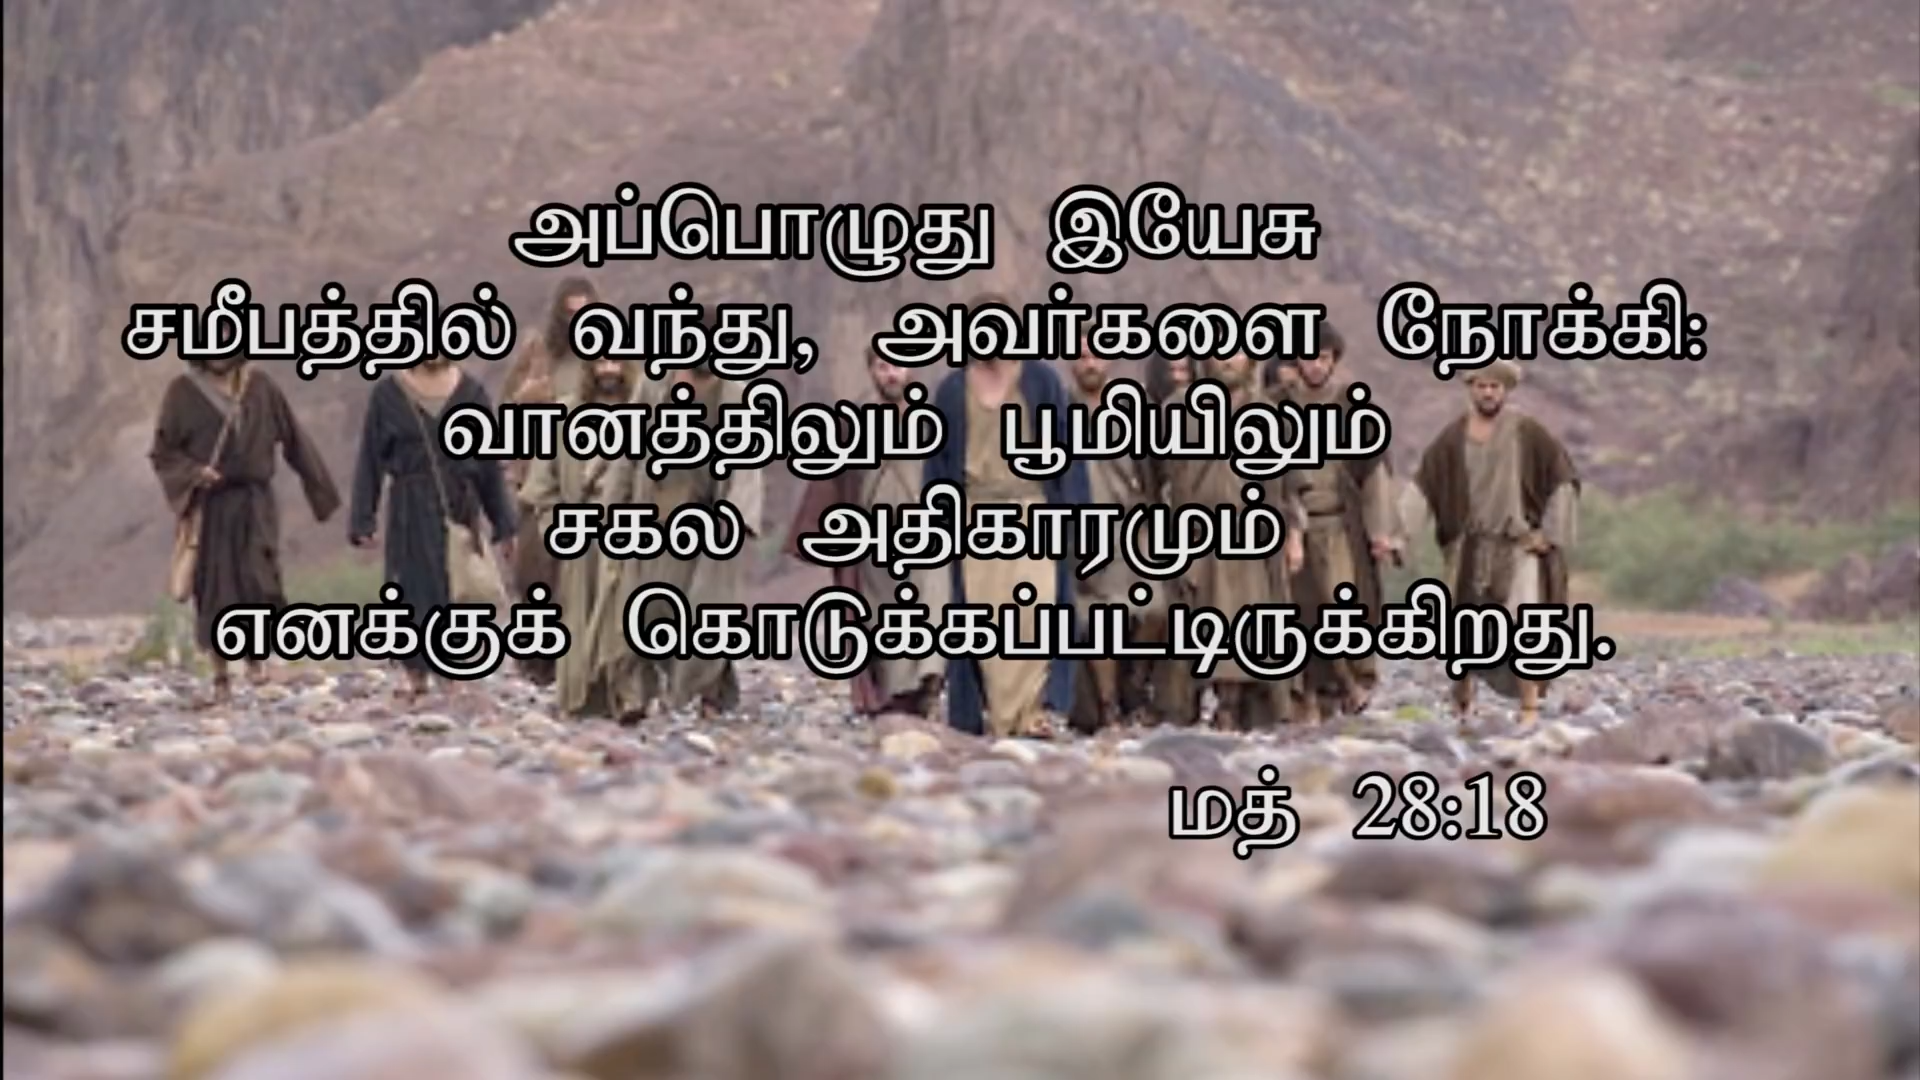 அப்பொழுது இயேசு
சமீபத்தில் வந்து, அவர்களை நோக்கி:
வானத்திலும் பூமியிலும்
சகல அதிகாரமும்
எனக்குக் கொடுக்கப்பட்டிருக்கிறது.
மத் 28:18